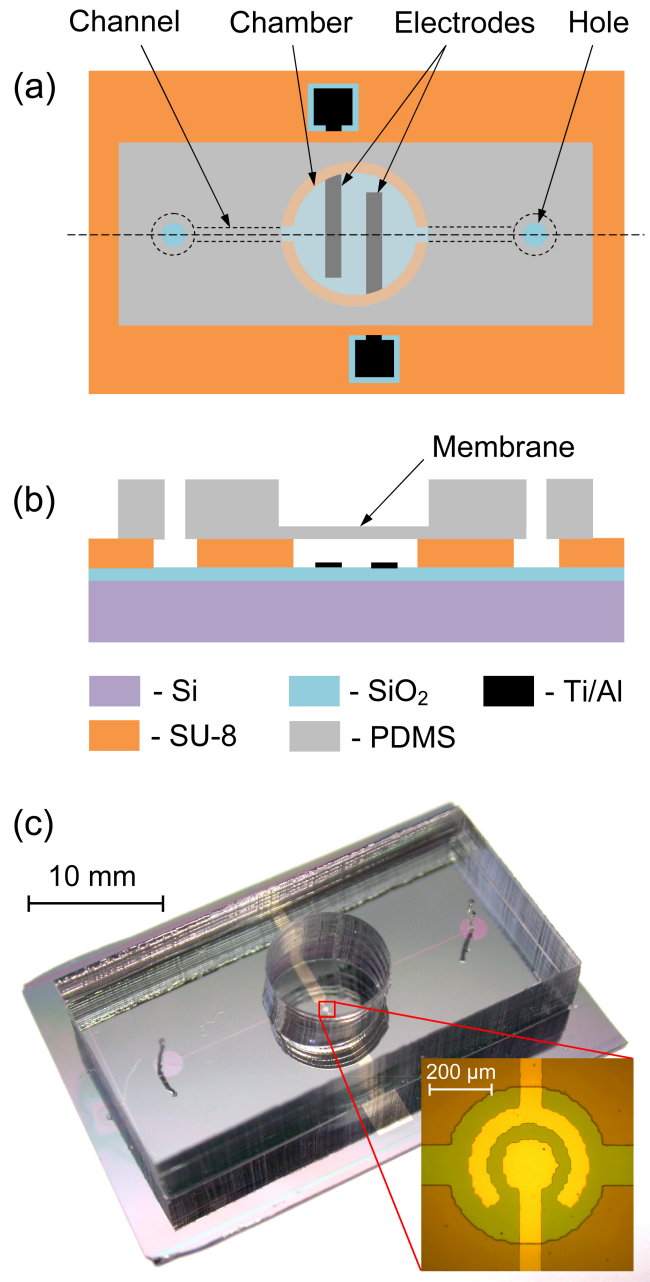 Channel Chamber Electrodes Hole
(a)
Membrane
(b)
- Si - SiO₂ - Ti/Al
- SU-8 - PDMS
(c)
10 mm
200 µm